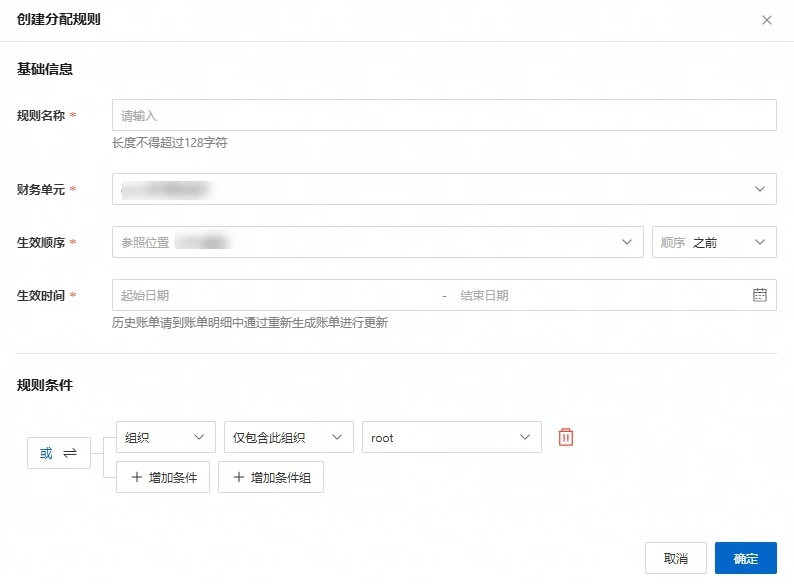 创建分配规则
基础信息
规则名称 *
请输入
长度不得超过128字符
财务单元 *
生效顺序 *
参照位置
顺序 之前
生效时间 *
起始日期 - 结束日期
历史账单请到账单明细中通过重新生成账单进行更新
规则条件
或 ⇌
组织
仅包含此组织
root
+ 增加条件
+ 增加条件组
取消
确定